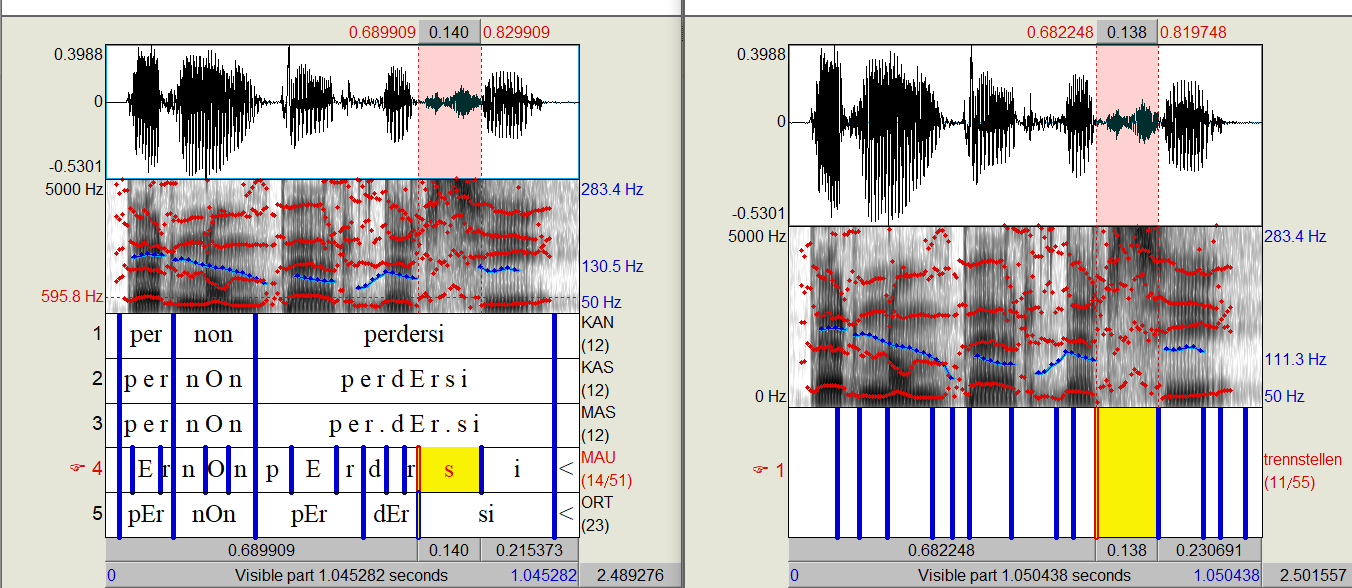 0.689909 0.140 0.829909
0.3988
0
-0.5301
5000 Hz 283.4 Hz
130.5 Hz
595.8 Hz
50 Hz
1 per non perdersi KAN (12)
2 p e r n O n p e r d E r s i KAS (12)
3 p e r n O n p e r . d E r . s i MAS (12)
4 E r n O n p E r d r s i < MAU (14/51)
5 pEr nOn pEr dEr si < ORT (23)
0.689909 0.140 0.215373
0 Visible part 1.045282 seconds 1.045282 2.489276
0.682248 0.138 0.819748
0.3988
0
-0.5301
5000 Hz 283.4 Hz
111.3 Hz
0 Hz 50 Hz
1 trennstellen (11/55)
0.682248 0.138 0.230691
0 Visible part 1.050438 seconds 1.050438 2.501557